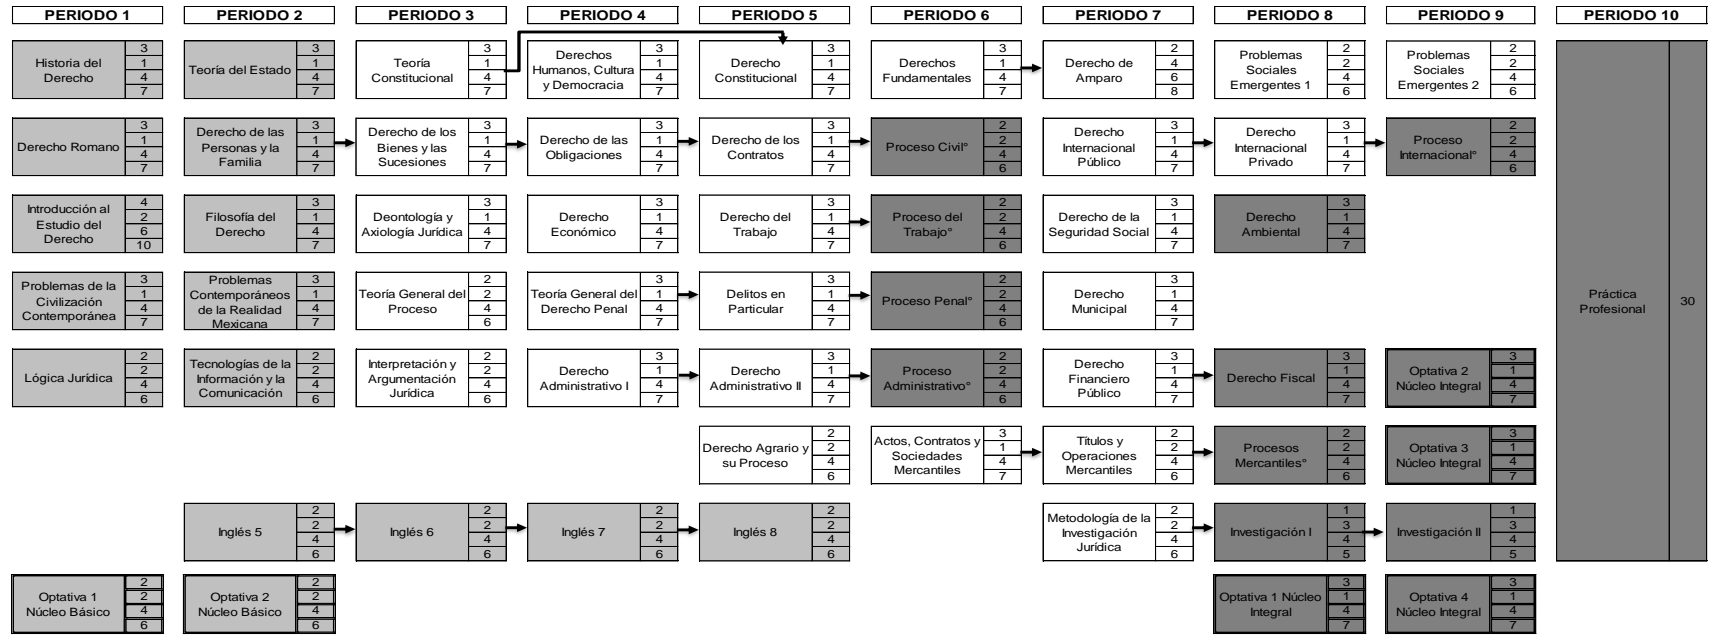 PERIODO 1 PERIODO 2 PERIODO 3 PERIODO 4 PERIODO 5 PERIODO 6 PERIODO 7 PERIODO 8 PERIODO 9 PERIODO 10
Historia del
Derecho
3
1
4
7
Teoría del Estado
3
1
4
7
Teoría
Constitucional
3
1
4
7
Derechos
Humanos, Cultura
y Democracia
3
1
4
7
Derecho
Constitucional
3
1
4
7
Derechos
Fundamentales
3
1
4
7
Derecho de
Amparo
2
4
6
8
Problemas
Sociales
Emergentes 1
2
2
4
6
Problemas
Sociales
Emergentes 2
2
2
4
6
Práctica
Profesional
30
Derecho Romano
3
1
4
7
Derecho de las
Personas y la
Familia
3
1
4
7
Derecho de los
Bienes y las
Sucesiones
3
1
4
7
Derecho de las
Obligaciones
3
1
4
7
Derecho de los
Contratos
3
1
4
7
Proceso Civil°
2
2
4
6
Derecho
Internacional
Público
3
1
4
7
Derecho
Internacional
Privado
3
1
4
7
Proceso
Internacional°
2
2
4
6
Introducción al
Estudio del
Derecho
4
2
6
10
Filosofía del
Derecho
3
1
4
7
Deontología y
Axiología Jurídica
3
1
4
7
Derecho
Económico
3
1
4
7
Derecho del
Trabajo
3
1
4
7
Proceso del
Trabajo°
2
2
4
6
Derecho de la
Seguridad Social
3
1
4
7
Derecho
Ambiental
3
1
4
7
Problemas de la
Civilización
Contemporánea
3
1
4
7
Problemas
Contemporáneos
de la Realidad
Mexicana
3
1
4
7
Teoría General del
Proceso
2
2
4
6
Teoría General del
Derecho Penal
3
1
4
7
Delitos en
Particular
3
1
4
7
Proceso Penal°
2
2
4
6
Derecho
Municipal
3
1
4
7
Lógica Jurídica
2
2
4
6
Tecnologías de la
Información y la
Comunicación
2
2
4
6
Interpretación y
Argumentación
Jurídica
2
2
4
6
Derecho
Administrativo I
3
1
4
7
Derecho
Administrativo II
3
1
4
7
Proceso
Administrativo°
2
2
4
6
Derecho
Financiero
Público
3
1
4
7
Derecho Fiscal
3
1
4
7
Optativa 2
Núcleo Integral
3
1
4
7
Derecho Agrario y
su Proceso
2
2
4
6
Actos, Contratos y
Sociedades
Mercantiles
3
1
4
7
Títulos y
Operaciones
Mercantiles
2
2
4
6
Procesos
Mercantiles°
2
2
4
6
Optativa 3
Núcleo Integral
3
1
4
7
Inglés 5
2
2
4
6
Inglés 6
2
2
4
6
Inglés 7
2
2
4
6
Inglés 8
2
2
4
6
Metodología de la
Investigación
Jurídica
2
2
4
6
Investigación I
1
3
4
5
Investigación II
1
3
4
5
Optativa 1
Núcleo Básico
2
2
4
6
Optativa 2
Núcleo Básico
2
2
4
6
Optativa 1 Núcleo
Integral
3
1
4
7
Optativa 4
Núcleo Integral
3
1
4
7